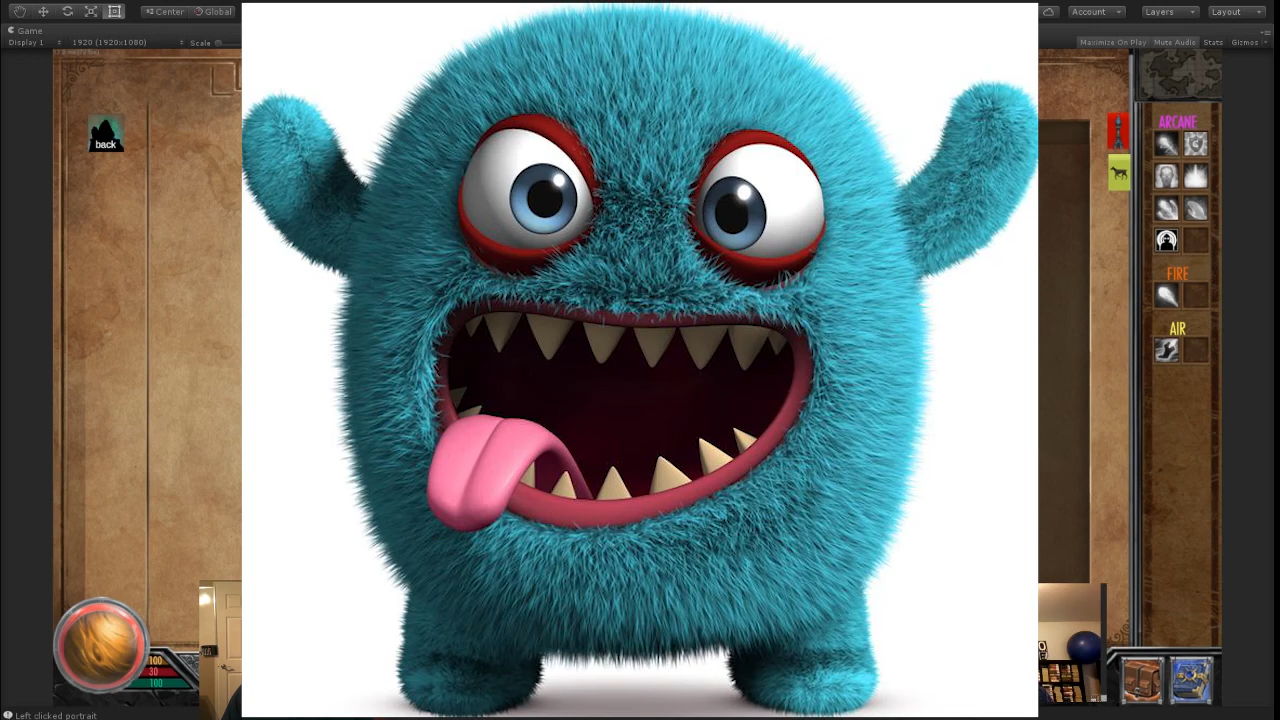 Center
Global
Account
Layers
Layout
Game
Display 1
1920 (1920x1080)
Scale
Maximize On Play
Mute Audio
Stats
Gizmos
back
ARCANE
FIRE
AIR
100
30
100
Left clicked portrait